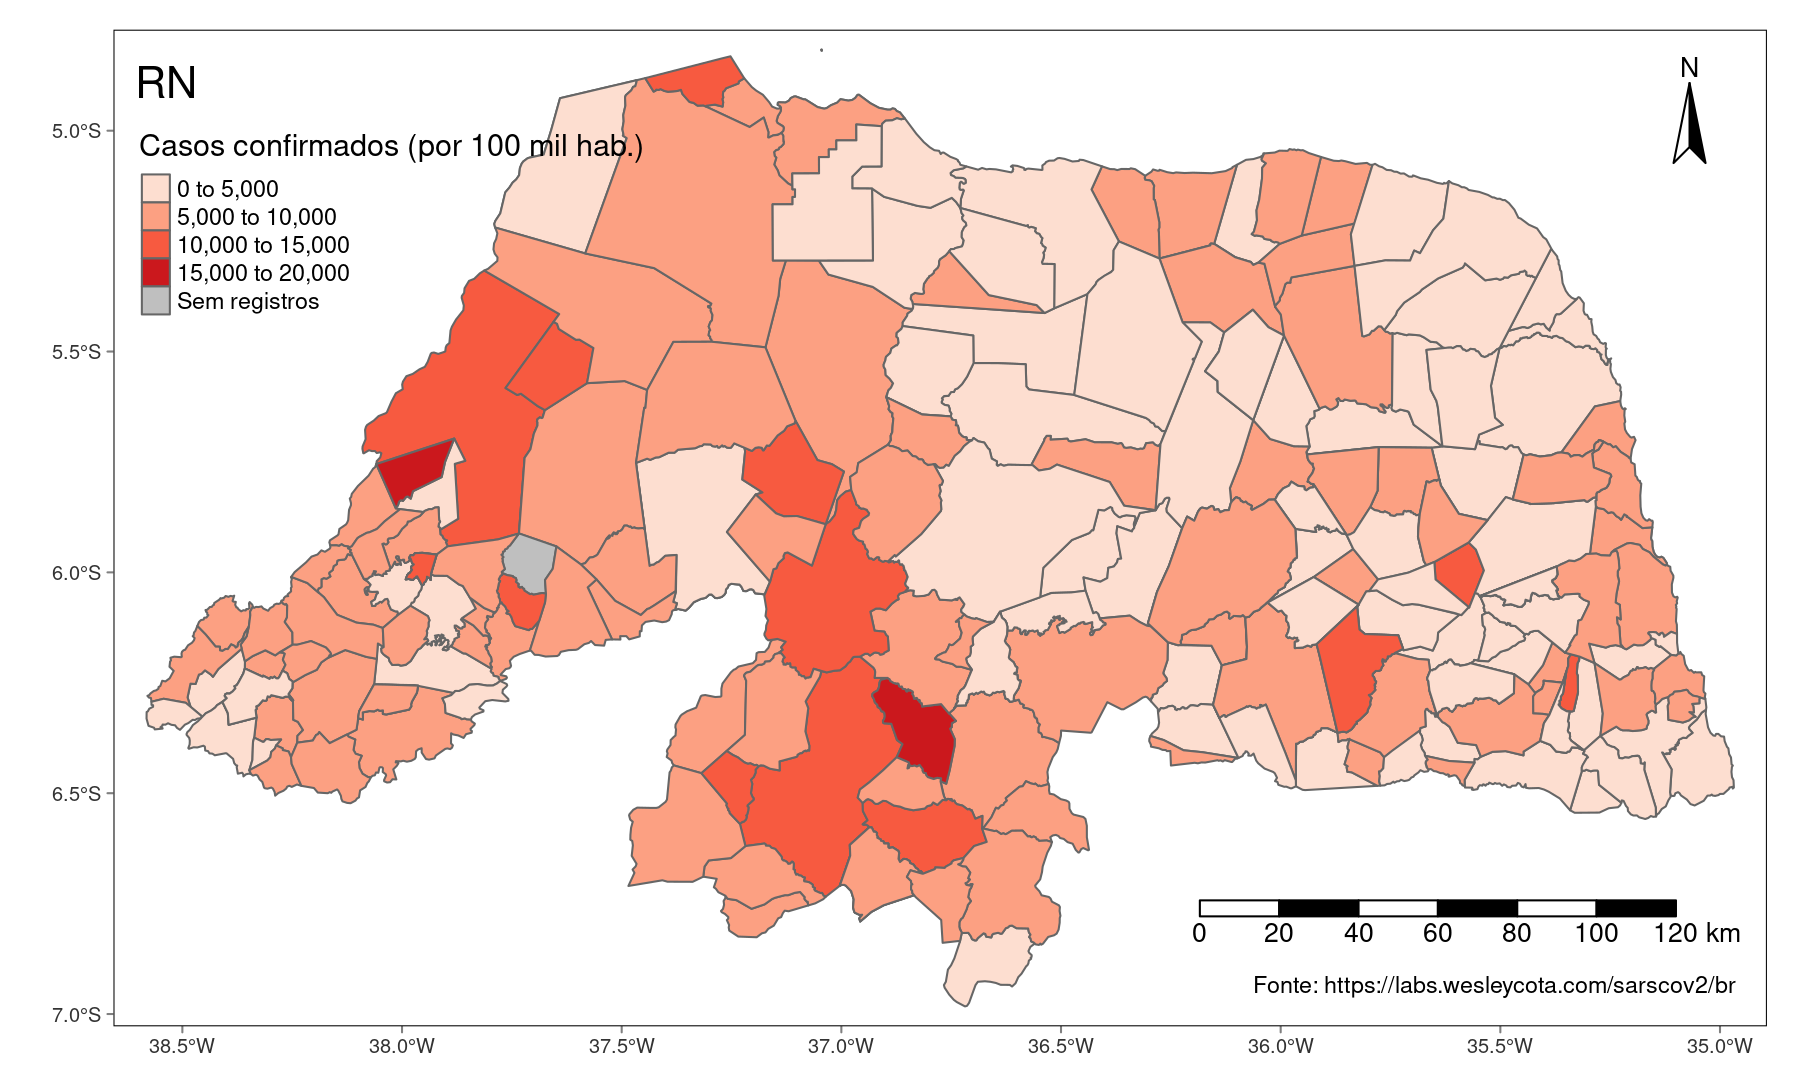 RN
N
Casos confirmados (por 100 mil hab.)
0 to 5,000
5,000 to 10,000
10,000 to 15,000
15,000 to 20,000
Sem registros
5.0°S
5.5°S
6.0°S
6.5°S
7.0°S
0 20 40 60 80 100 120 km
Fonte: https://labs.wesleycota.com/sarscov2/br
38.5°W 38.0°W 37.5°W 37.0°W 36.5°W 36.0°W 35.5°W 35.0°W